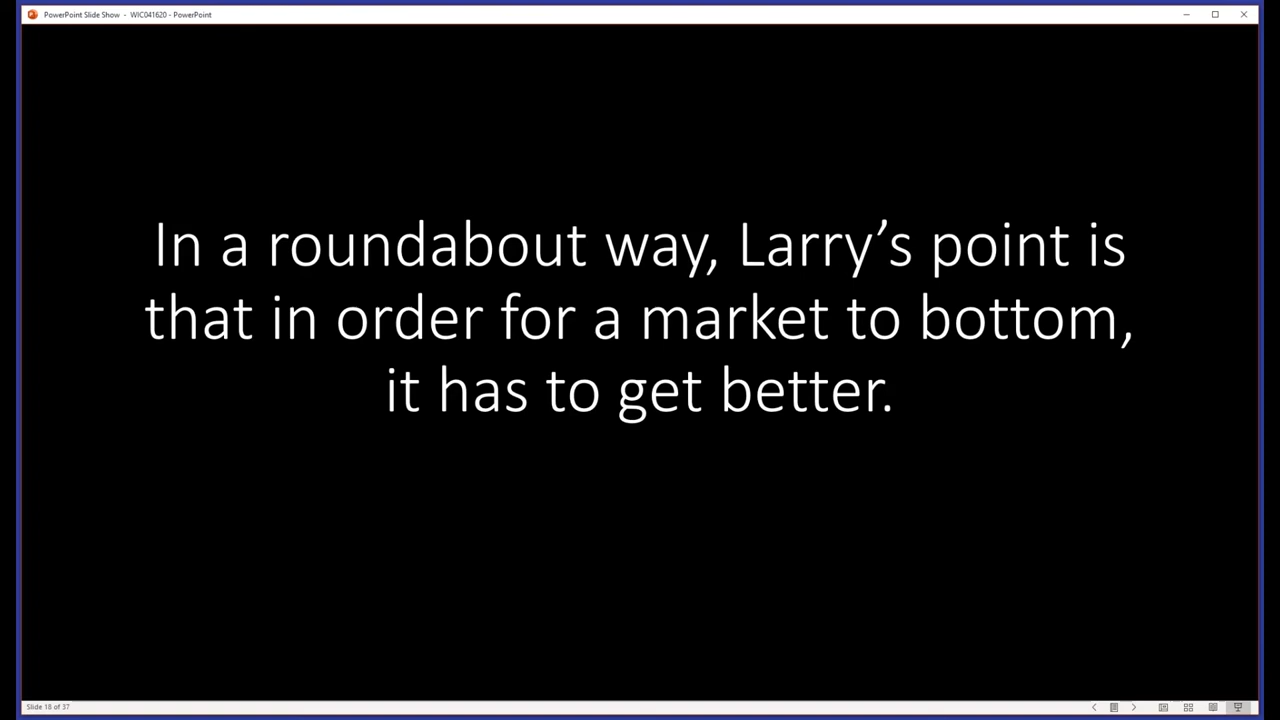 PowerPoint Slide Show - WIC041620 - PowerPoint
In a roundabout way, Larry’s point is
that in order for a market to bottom,
it has to get better.
Slide 18 of 37